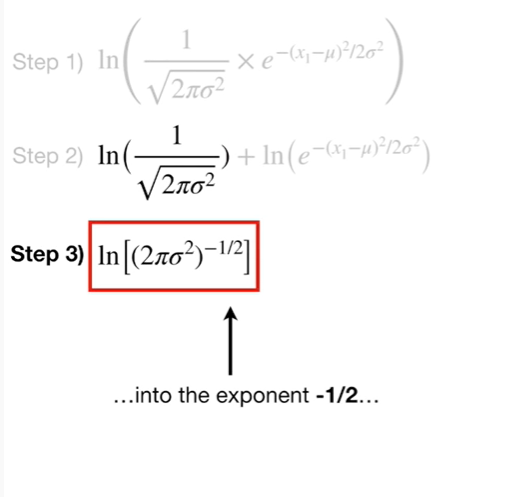 Step 1) ln(1/√2πσ² × e^−(x₁−μ)²/2σ²)
Step 2) ln(1/√2πσ²) + ln(e^−(x₁−μ)²/2σ²)
Step 3) ln[(2πσ²)^−1/2]
…into the exponent -1/2…